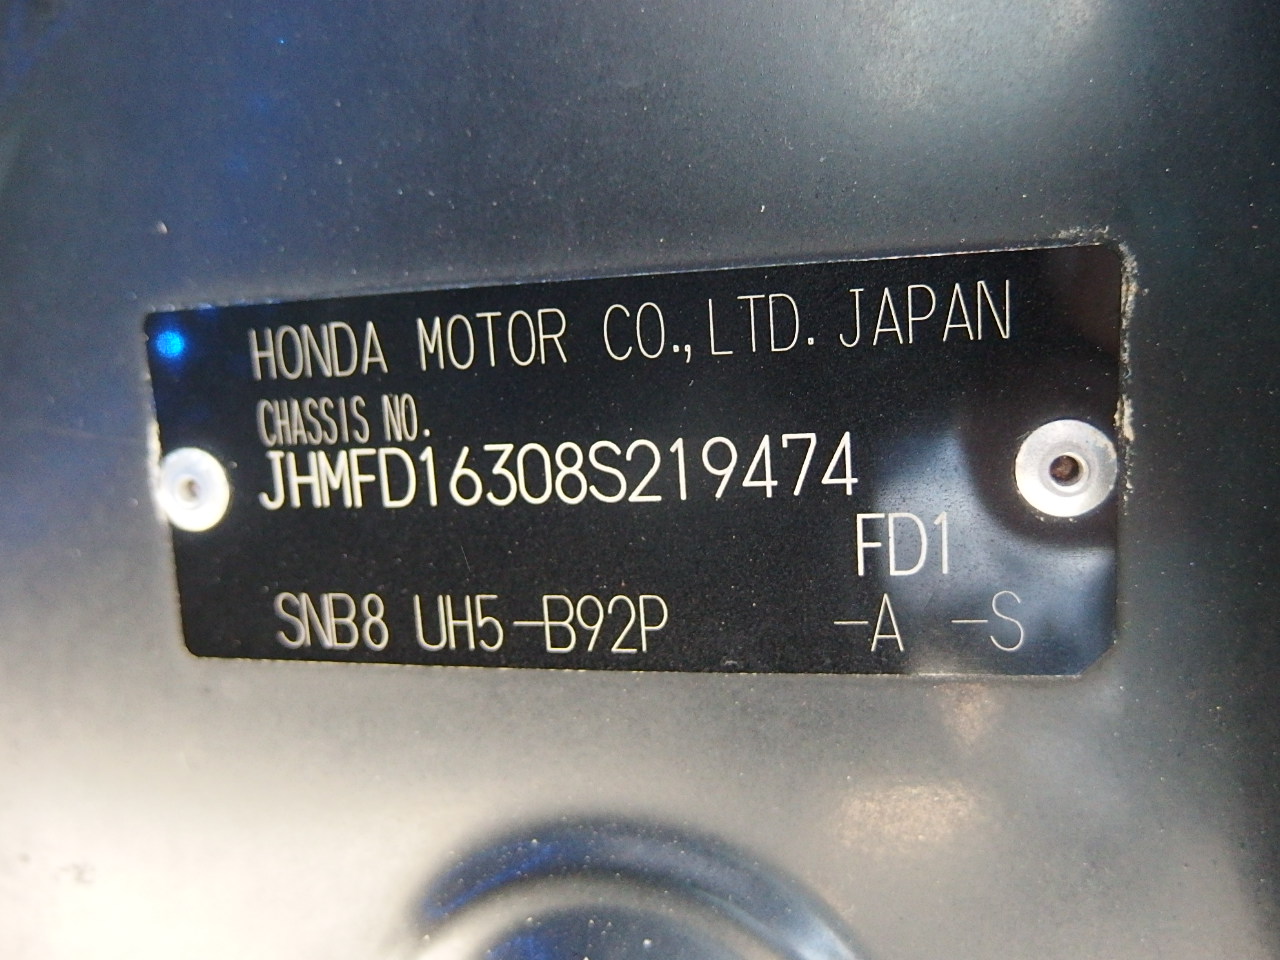 HONDA MOTOR CO.,LTD. JAPAN
CHASSIS NO.
JHMFD16308S219474
FD1
SNB8 UH5-B92P -A -S